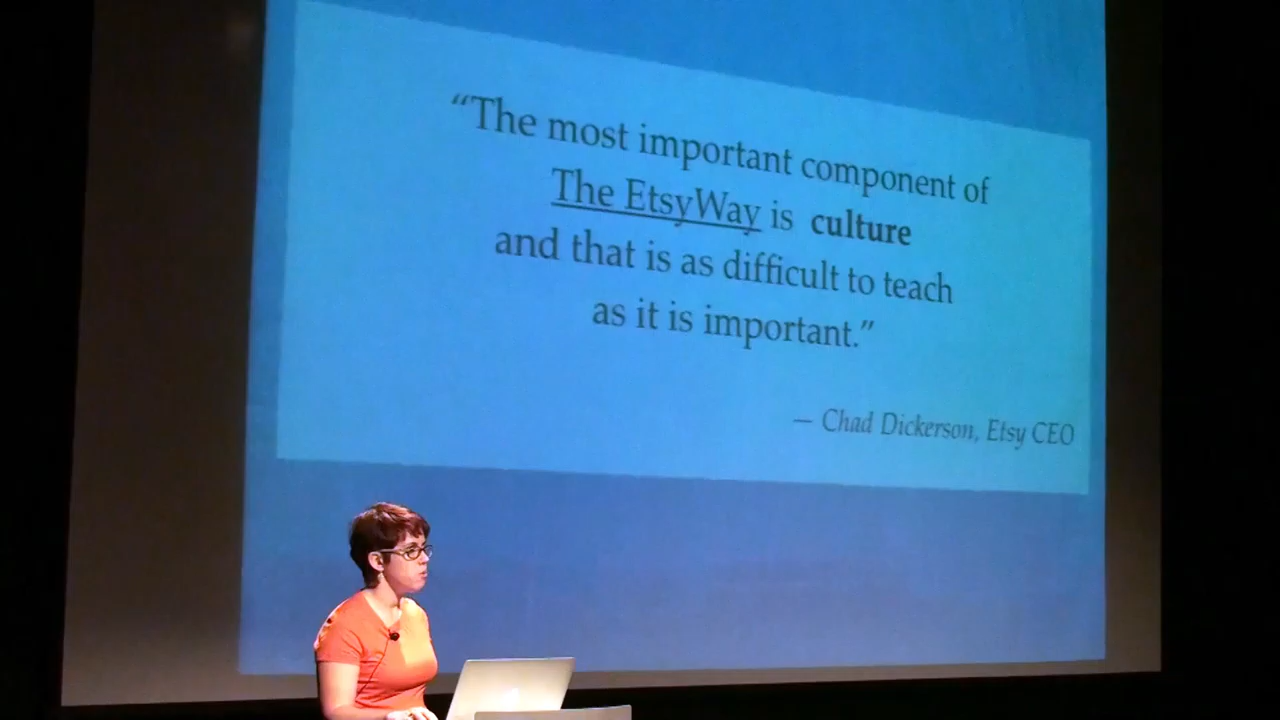 “The most important component of
The EtsyWay is culture
and that is as difficult to teach
as it is important.”
— Chad Dickerson, Etsy CEO